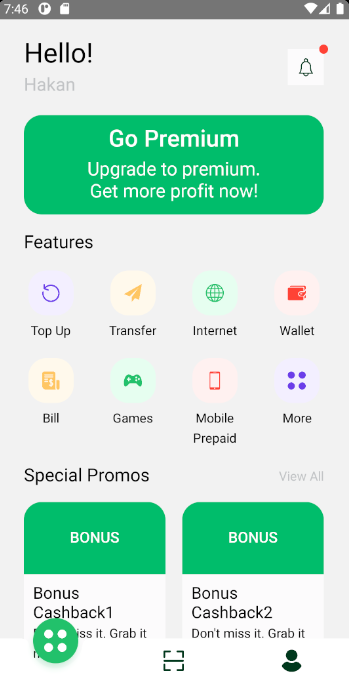 7:46
Hello!
Hakan
Go Premium
Upgrade to premium.
Get more profit now!
Features
Top Up
Transfer
Internet
Wallet
Bill
Games
Mobile
Prepaid
More
Special Promos
View All
BONUS
BONUS
Bonus
Cashback1
miss it. Grab it
Bonus
Cashback2
Don't miss it. Grab it